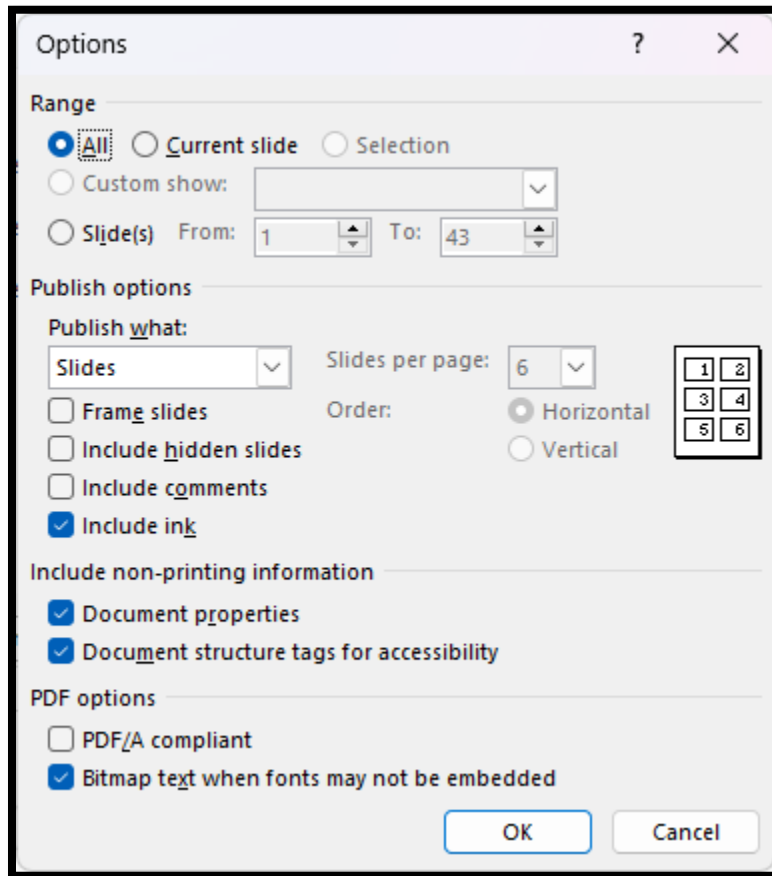 Options ?
Range
All Current slide Selection
Custom show:
Slide(s) From: 1 To: 43
Publish options
Publish what:
Slides Slides per page: 6
Frame slides Order: Horizontal
Include hidden slides Vertical
Include comments
Include ink
1 2
3 4
5 6
Include non-printing information
Document properties
Document structure tags for accessibility
PDF options
PDF/A compliant
Bitmap text when fonts may not be embedded
OK Cancel